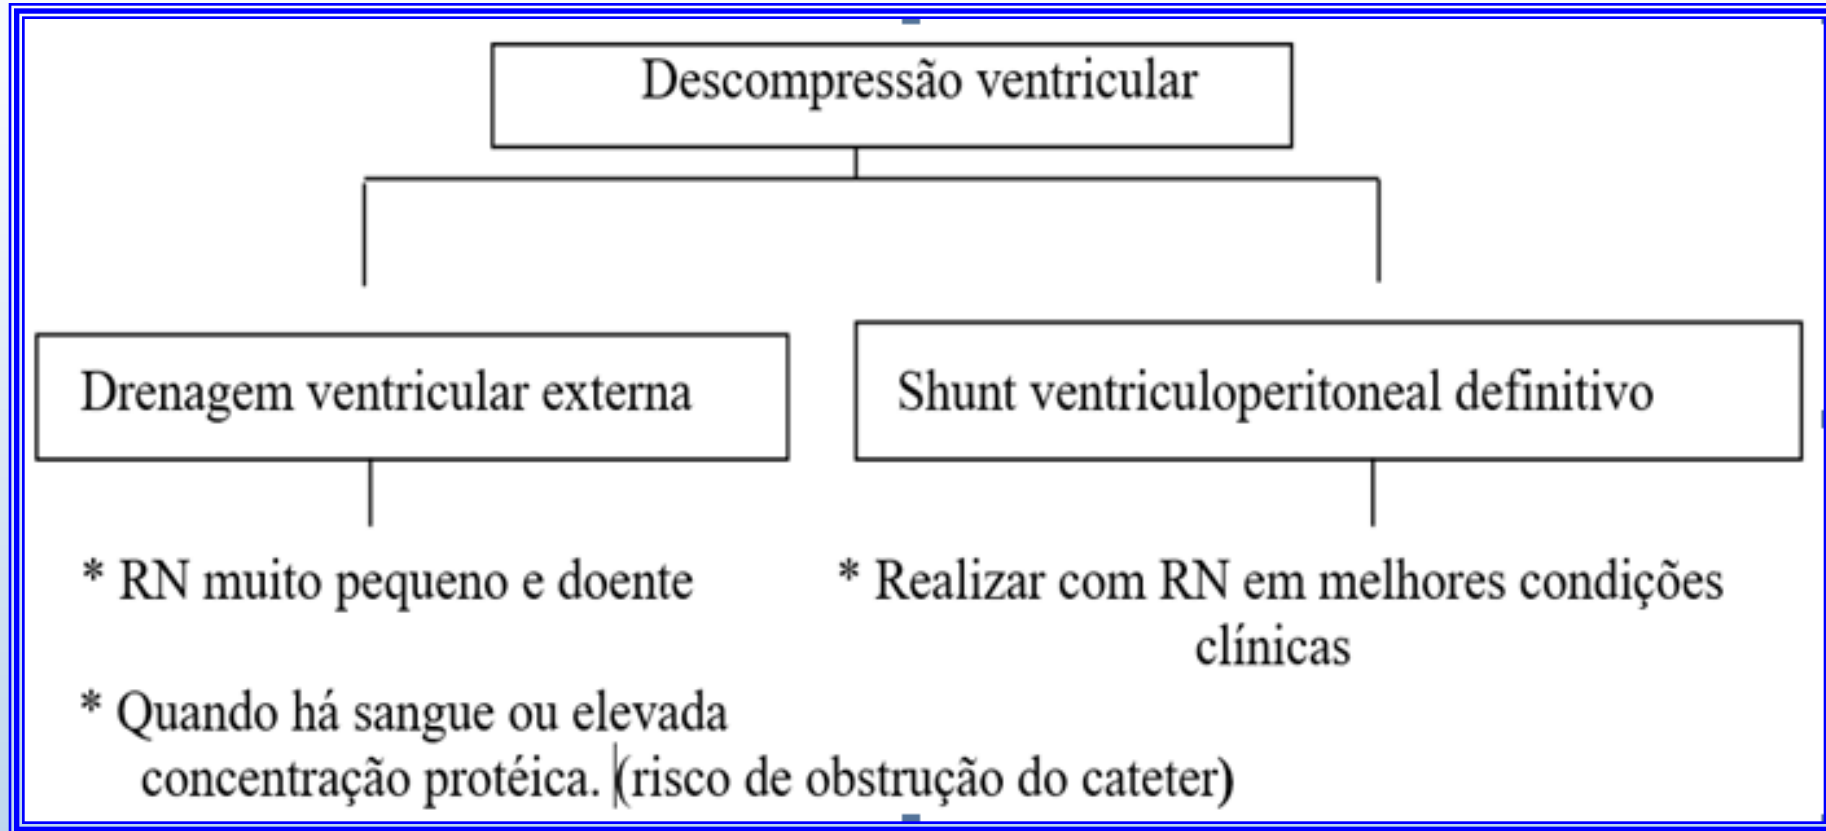 Descompressão ventricular
Drenagem ventricular externa
Shunt ventriculoperitoneal definitivo
* RN muito pequeno e doente
* Quando há sangue ou elevada
concentração protéica. (risco de obstrução do cateter)
* Realizar com RN em melhores condições
clínicas